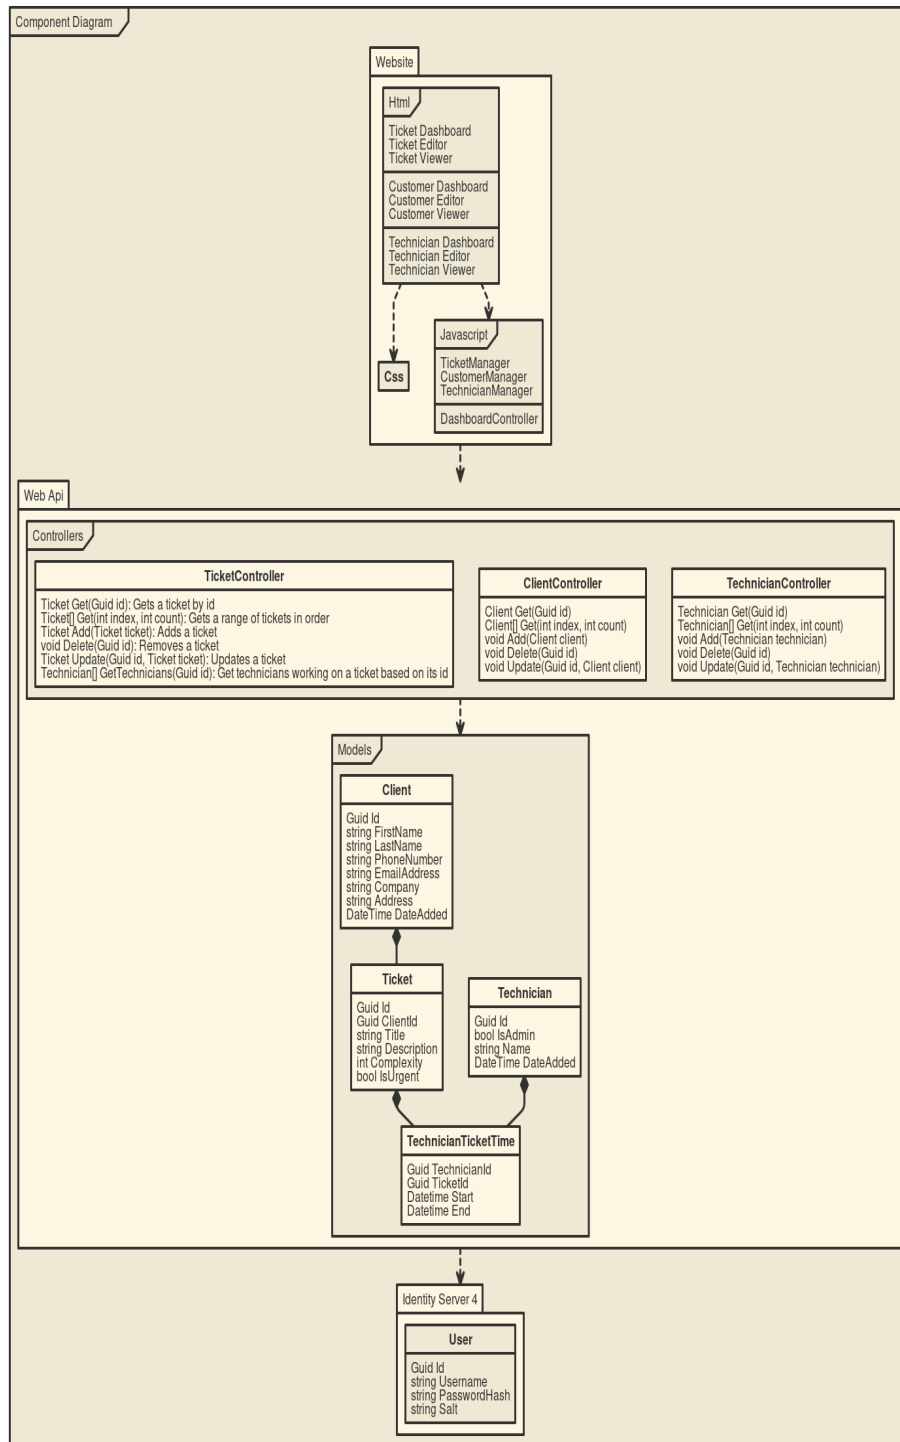 Component Diagram
Website
Html
Ticket Dashboard
Ticket Editor
Ticket Viewer
Customer Dashboard
Customer Editor
Customer Viewer
Technician Dashboard
Technician Editor
Technician Viewer
Css
Javascript
TicketManager
CustomerManager
TechnicianManager
DashboardController
Web Api
Controllers
TicketController
Ticket Get(Guid id): Gets a ticket by id
Ticket[] Get(int index, int count): Gets a range of tickets in order
Ticket Add(Ticket ticket): Adds a ticket
void Delete(Guid id): Removes a ticket
Ticket Update(Guid id, Ticket ticket): Updates a ticket
Technician[] GetTechnicians(Guid id): Get technicians working on a ticket based on its id
ClientController
Client Get(Guid id)
Client[] Get(int index, int count)
void Add(Client client)
void Delete(Guid id)
void Update(Guid id, Client client)
TechnicianController
Technician Get(Guid id)
Technician[] Get(int index, int count)
void Add(Technician technician)
void Delete(Guid id)
void Update(Guid id, Technician technician)
Models
Client
Guid Id
string FirstName
string LastName
string PhoneNumber
string EmailAddress
string Company
string Address
DateTime DateAdded
Ticket
Guid Id
Guid ClientId
string Title
string Description
int Complexity
bool IsUrgent
Technician
Guid Id
bool IsAdmin
string Name
DateTime DateAdded
TechnicianTicketTime
Guid TechnicianId
Guid TicketId
Datetime Start
Datetime End
Identity Server 4
User
Guid Id
string Username
string PasswordHash
string Salt